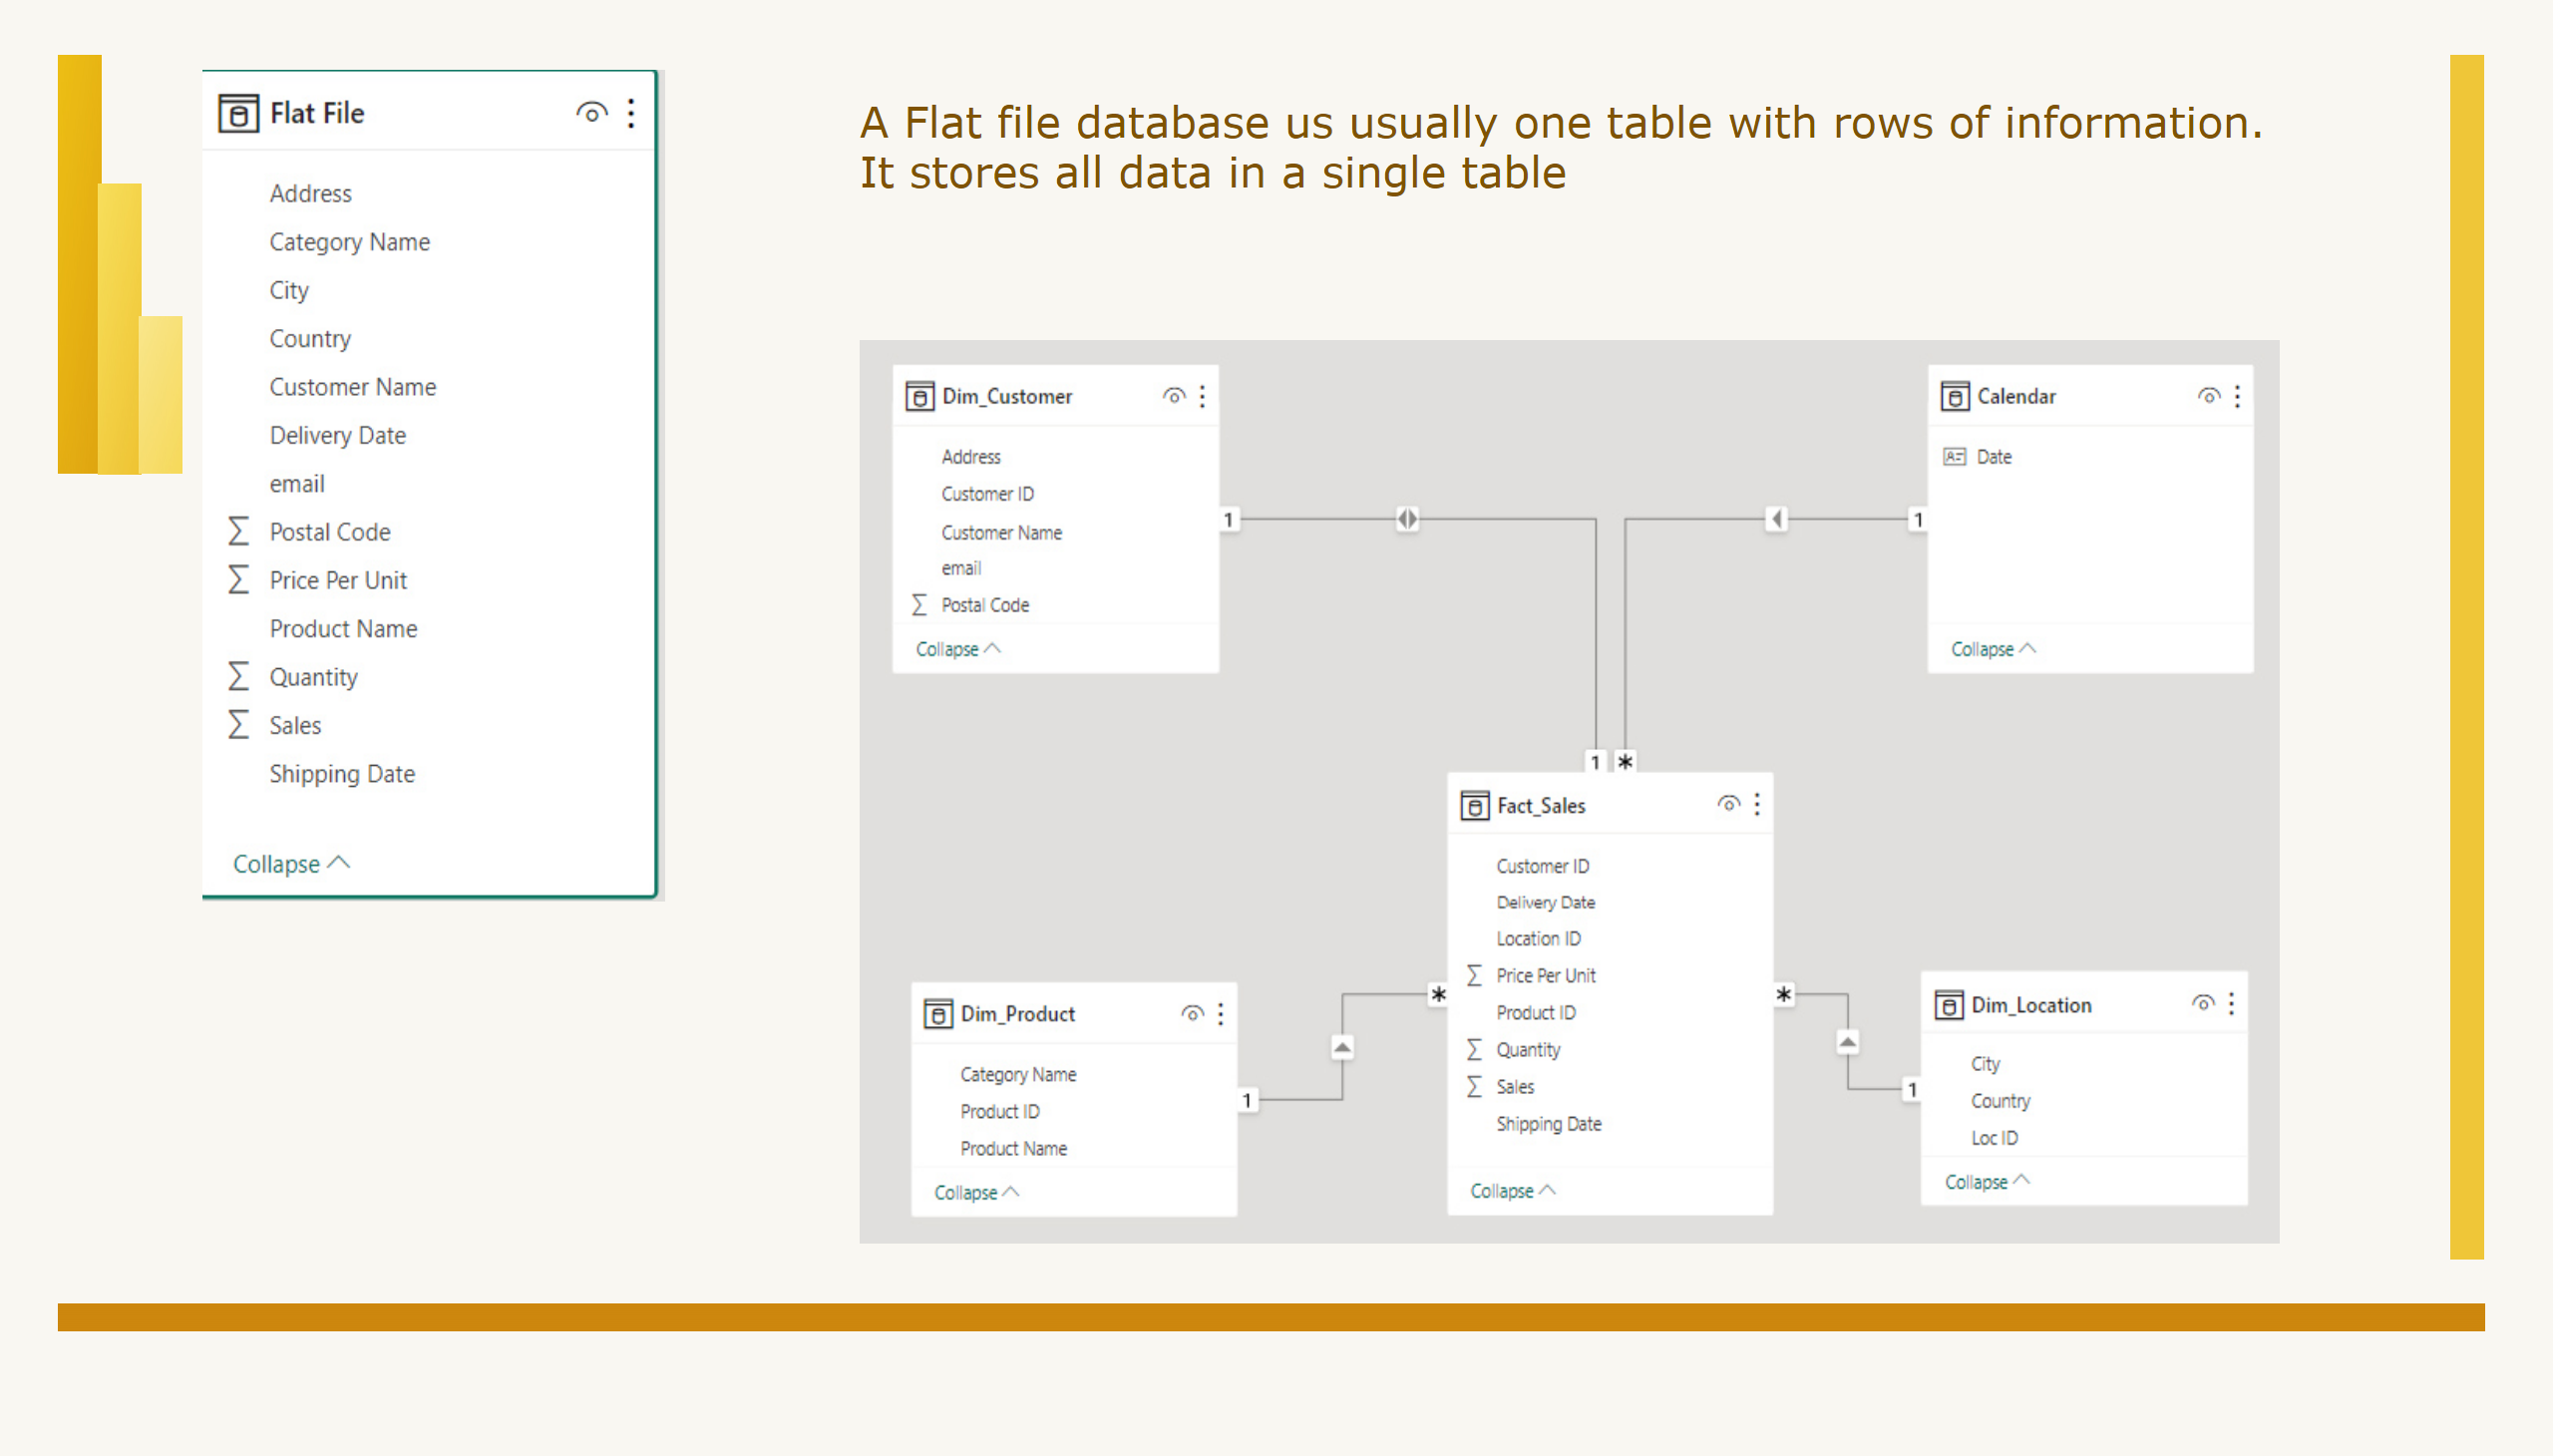 Flat File
Address
Category Name
City
Country
Customer Name
Delivery Date
email
Σ Postal Code
Σ Price Per Unit
Product Name
Σ Quantity
Σ Sales
Shipping Date
Collapse
A Flat file database us usually one table with rows of information.
It stores all data in a single table
Dim_Customer
Address
Customer ID
Customer Name
email
Σ Postal Code
Collapse
1
Calendar
Date
Collapse
1
1 *
Fact_Sales
Customer ID
Delivery Date
Location ID
Σ Price Per Unit
Product ID
Σ Quantity
Σ Sales
Shipping Date
Collapse
*
*
Dim_Product
Category Name
Product ID
Product Name
Collapse
1
Dim_Location
City
Country
Loc ID
Collapse
1